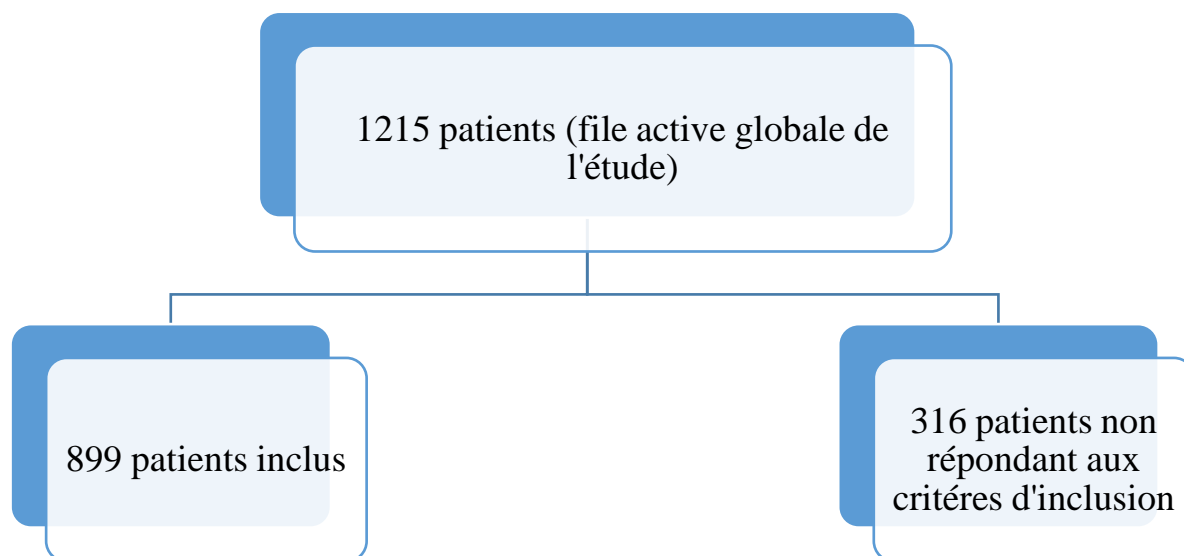 1215 patients (file active globale de
l'étude)
899 patients inclus
316 patients non
répondant aux
critéres d'inclusion